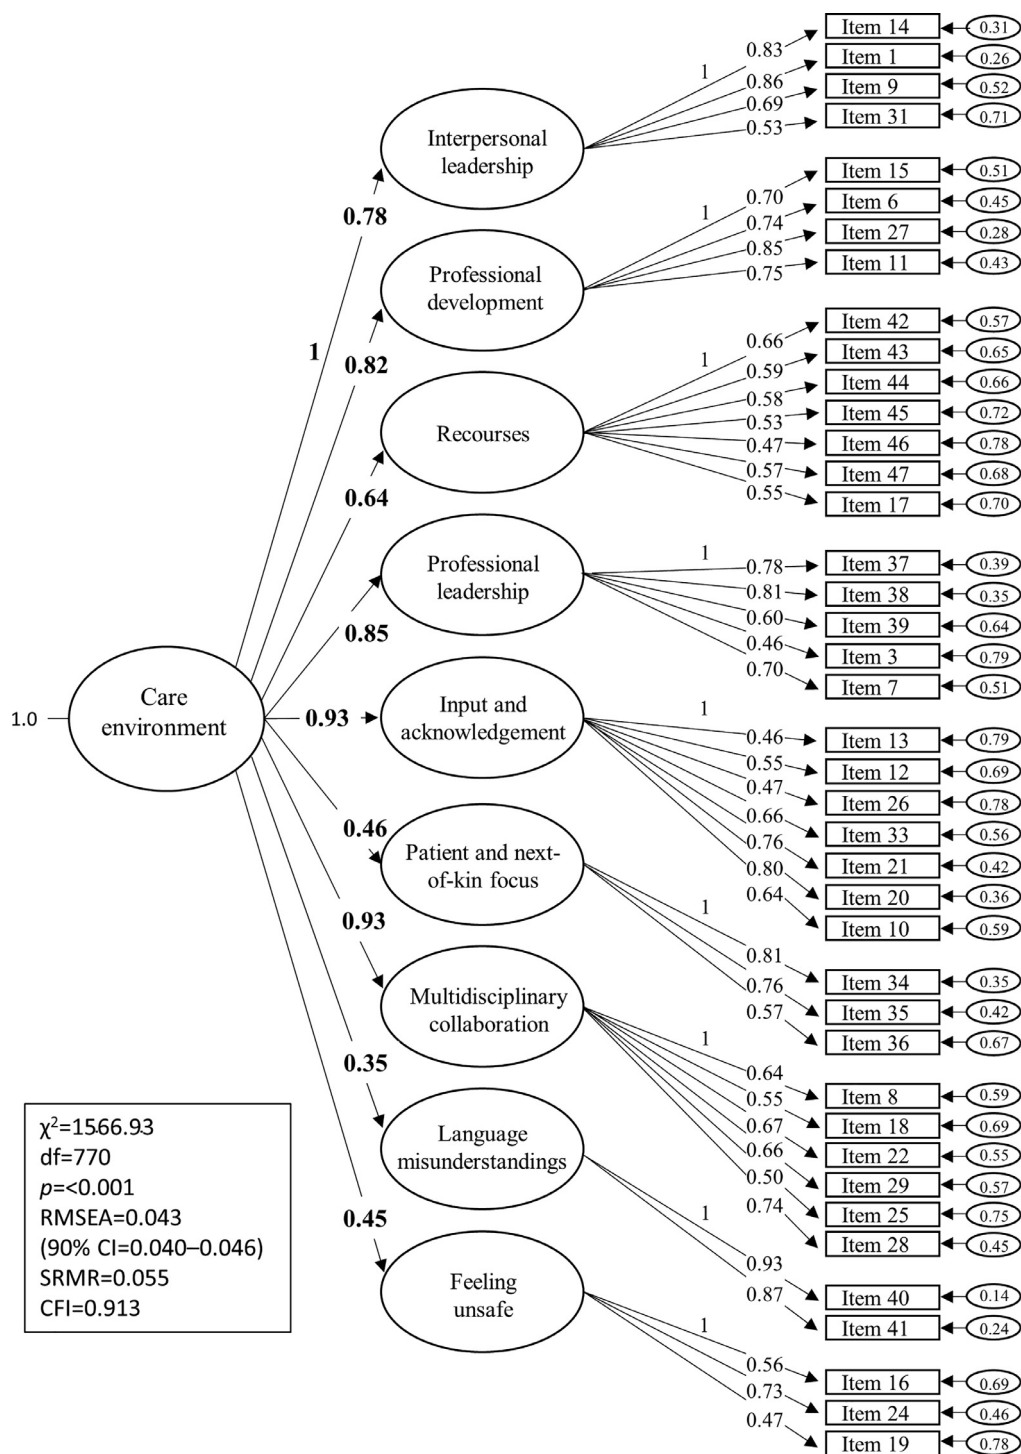 1.0
Care
environment
1
0.78
0.82
0.64
0.85
0.93
0.46
0.93
0.35
0.45
Interpersonal
leadership
1
0.83
0.86
0.69
0.53
Item 14
0.31
Item 1
0.26
Item 9
0.52
Item 31
0.71
Professional
development
1
0.70
0.74
0.85
0.75
Item 15
0.51
Item 6
0.45
Item 27
0.28
Item 11
0.43
Recourses
1
0.66
0.59
0.58
0.53
0.47
0.57
0.55
Item 42
0.57
Item 43
0.65
Item 44
0.66
Item 45
0.72
Item 46
0.78
Item 47
0.68
Item 17
0.70
Professional
leadership
1
0.78
0.81
0.60
0.46
0.70
Item 37
0.39
Item 38
0.35
Item 39
0.64
Item 3
0.79
Item 7
0.51
Input and
acknowledgement
1
0.46
0.55
0.47
0.66
0.76
0.80
0.64
Item 13
0.79
Item 12
0.69
Item 26
0.78
Item 33
0.56
Item 21
0.42
Item 20
0.36
Item 10
0.59
Patient and next-
of-kin focus
1
0.81
0.76
0.57
Item 34
0.35
Item 35
0.42
Item 36
0.67
Multidisciplinary
collaboration
1
0.64
0.55
0.67
0.66
0.50
0.74
Item 8
0.59
Item 18
0.69
Item 22
0.55
Item 29
0.57
Item 25
0.75
Item 28
0.45
Language
misunderstandings
1
0.93
0.87
Item 40
0.14
Item 41
0.24
Feeling
unsafe
1
0.56
0.73
0.47
Item 16
0.69
Item 24
0.46
Item 19
0.78
χ²=1566.93
df=770
p=<0.001
RMSEA=0.043
(90% CI=0.040–0.046)
SRMR=0.055
CFI=0.913